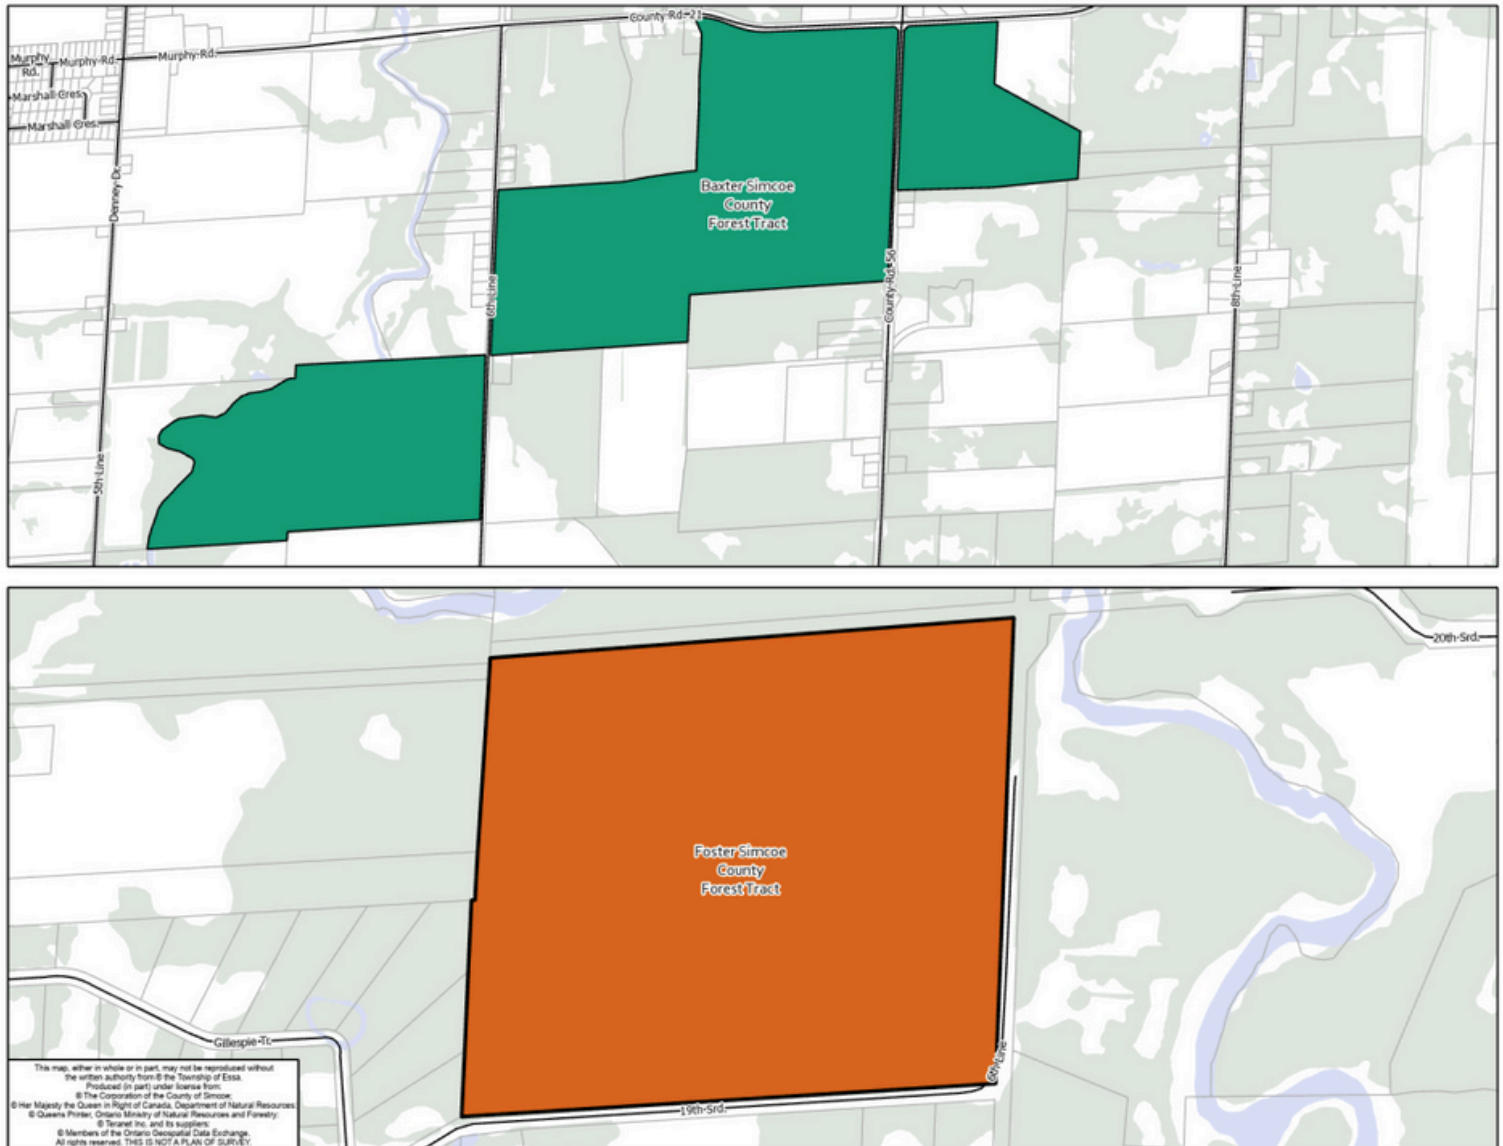 County Rd. 21
Murphy Rd.
Murphy Rd.
Murphy
Rd.
Marshall Cres.
Marshall Cres.
Denney Dr.
Baxter Simcoe
County
Forest Tract
6th Line
County Rd. 56
8th Line
5th Line
20th Srd.
Foster Simcoe
County
Forest Tract
Gillespie Tr.
6th Line
19th Srd.
This map, either in whole or in part, may not be reproduced without
the written authority from © the Township of Essa.
Produced (in part) under license from:
© The Corporation of the County of Simcoe;
© Her Majesty the Queen in Right of Canada, Department of Natural Resources;
© Queens Printer, Ontario Ministry of Natural Resources and Forestry;
© Teranet Inc. and its suppliers;
© Members of the Ontario Geospatial Data Exchange.
All rights reserved. THIS IS NOT A PLAN OF SURVEY.